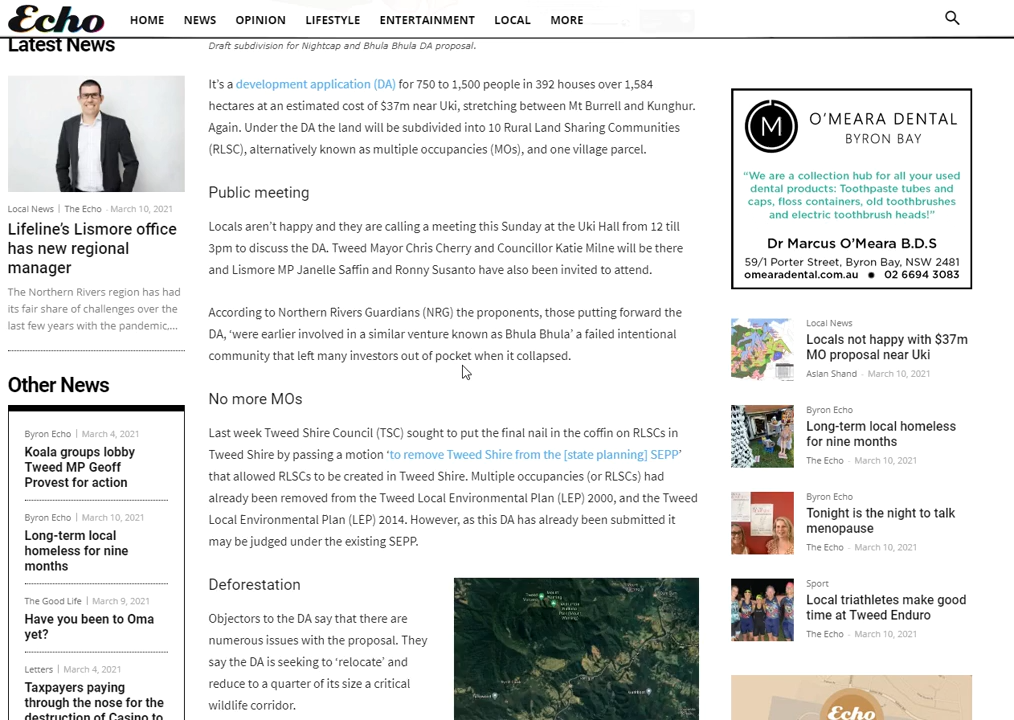 Echo
HOME NEWS OPINION LIFESTYLE ENTERTAINMENT LOCAL MORE
Latest News
Local News | The Echo - March 10, 2021
Lifeline’s Lismore office
has new regional
manager
The Northern Rivers region has had
its fair share of challenges over the
last few years with the pandemic,...
Other News
Byron Echo | March 4, 2021
Koala groups lobby
Tweed MP Geoff
Provest for action
Byron Echo | March 10, 2021
Long-term local
homeless for nine
months
The Good Life | March 9, 2021
Have you been to Oma
yet?
Letters | March 4, 2021
Taxpayers paying
through the nose for the
destruction of Casino to
Draft subdivision for Nightcap and Bhula Bhula DA proposal.
It’s a development application (DA) for 750 to 1,500 people in 392 houses over 1,584
hectares at an estimated cost of $37m near Uki, stretching between Mt Burrell and Kunghur.
Again. Under the DA the land will be subdivided into 10 Rural Land Sharing Communities
(RLSC), alternatively known as multiple occupancies (MOs), and one village parcel.
Public meeting
Locals aren’t happy and they are calling a meeting this Sunday at the Uki Hall from 12 till
3pm to discuss the DA. Tweed Mayor Chris Cherry and Councillor Katie Milne will be there
and Lismore MP Janelle Saffin and Ronny Susanto have also been invited to attend.
According to Northern Rivers Guardians (NRG) the proponents, those putting forward the
DA, ‘were earlier involved in a similar venture known as Bhula Bhula’ a failed intentional
community that left many investors out of pocket when it collapsed.
No more MOs
Last week Tweed Shire Council (TSC) sought to put the final nail in the coffin on RLSCs in
Tweed Shire by passing a motion ‘to remove Tweed Shire from the [state planning] SEPP’
that allowed RLSCs to be created in Tweed Shire. Multiple occupancies (or RLSCs) had
already been removed from the Tweed Local Environmental Plan (LEP) 2000, and the Tweed
Local Environmental Plan (LEP) 2014. However, as this DA has already been submitted it
may be judged under the existing SEPP.
Deforestation
Objectors to the DA say that there are
numerous issues with the proposal. They
say the DA is seeking to ‘relocate’ and
reduce to a quarter of its size a critical
wildlife corridor.
M
O’MEARA DENTAL
BYRON BAY
“We are a collection hub for all your used
dental products: Toothpaste tubes and
caps, floss containers, old toothbrushes
and electric toothbrush heads!”
Dr Marcus O’Meara B.D.S
59/1 Porter Street, Byron Bay, NSW 2481
omearadental.com.au ● 02 6694 3083
Local News
Locals not happy with $37m
MO proposal near Uki
Aslan Shand - March 10, 2021
Byron Echo
Long-term local homeless
for nine months
The Echo - March 10, 2021
Byron Echo
Tonight is the night to talk
menopause
The Echo - March 10, 2021
Sport
Local triathletes make good
time at Tweed Enduro
The Echo - March 10, 2021
Echo